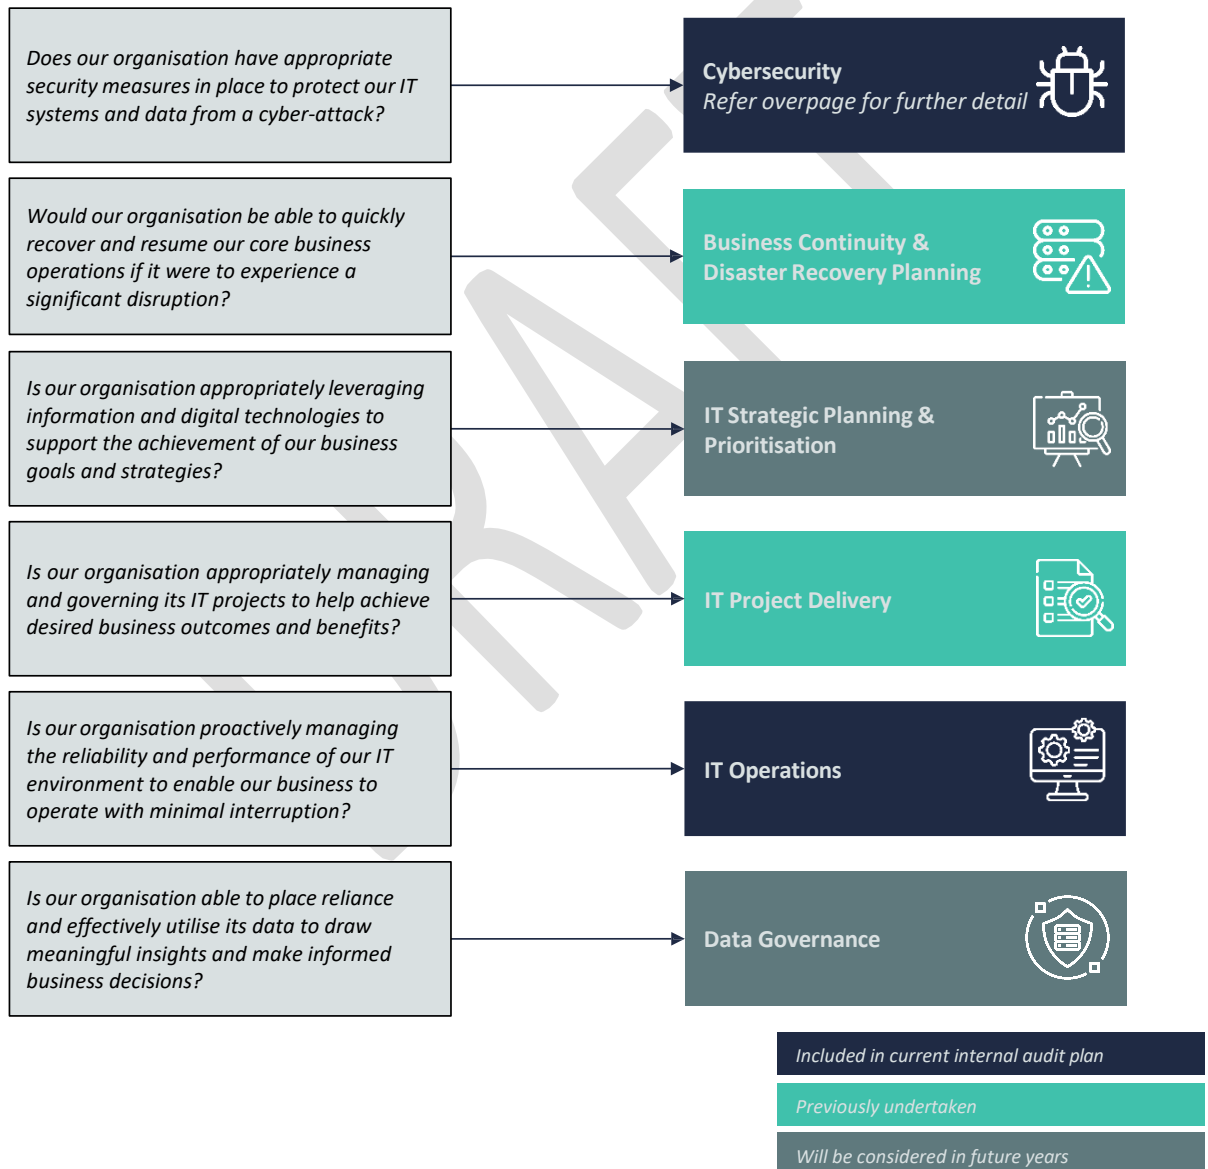 Does our organisation have appropriate
security measures in place to protect our IT
systems and data from a cyber-attack?
Cybersecurity
Refer overpage for further detail
Would our organisation be able to quickly
recover and resume our core business
operations if it were to experience a
significant disruption?
Business Continuity &
Disaster Recovery Planning
Is our organisation appropriately leveraging
information and digital technologies to
support the achievement of our business
goals and strategies?
IT Strategic Planning &
Prioritisation
Is our organisation appropriately managing
and governing its IT projects to help achieve
desired business outcomes and benefits?
IT Project Delivery
Is our organisation proactively managing
the reliability and performance of our IT
environment to enable our business to
operate with minimal interruption?
IT Operations
Is our organisation able to place reliance
and effectively utilise its data to draw
meaningful insights and make informed
business decisions?
Data Governance
Included in current internal audit plan
Previously undertaken
Will be considered in future years
DRAFT